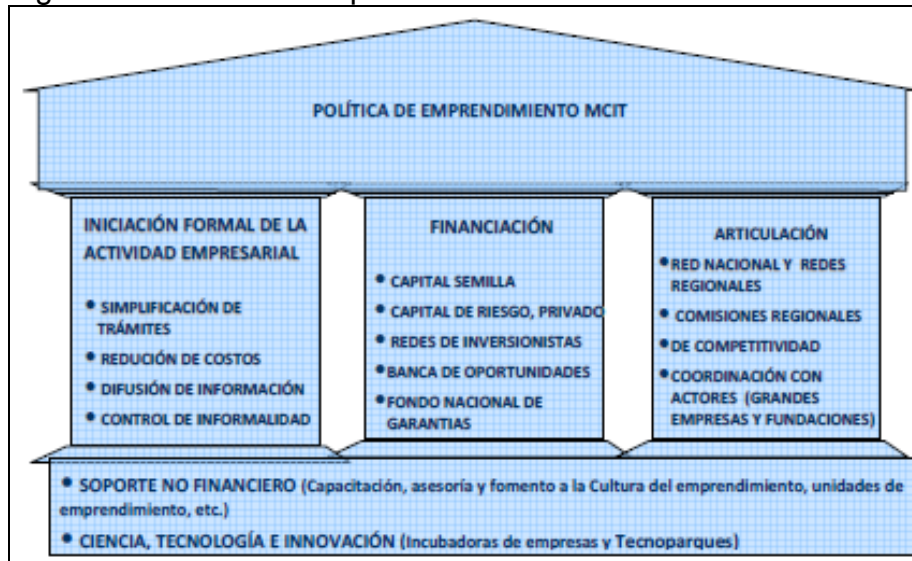 POLÍTICA DE EMPRENDIMIENTO MCIT
INICIACIÓN FORMAL DE LA
ACTIVIDAD EMPRESARIAL
• SIMPLIFICACIÓN DE
TRÁMITES
• REDUCIÓN DE COSTOS
• DIFUSIÓN DE INFORMACIÓN
• CONTROL DE INFORMALIDAD
FINANCIACIÓN
• CAPITAL SEMILLA
• CAPITAL DE RIESGO, PRIVADO
• REDES DE INVERSIONISTAS
• BANCA DE OPORTUNIDADES
• FONDO NACIONAL DE
GARANTIAS
ARTICULACIÓN
• RED NACIONAL Y REDES
REGIONALES
• COMISIONES REGIONALES
• DE COMPETITIVIDAD
• COORDINACIÓN CON
ACTORES (GRANDES
EMPRESAS Y FUNDACIONES)
• SOPORTE NO FINANCIERO (Capacitación, asesoría y fomento a la Cultura del emprendimiento, unidades de
emprendimiento, etc.)
• CIENCIA, TECNOLOGÍA E INNOVACIÓN (Incubadoras de empresas y Tecnoparques)